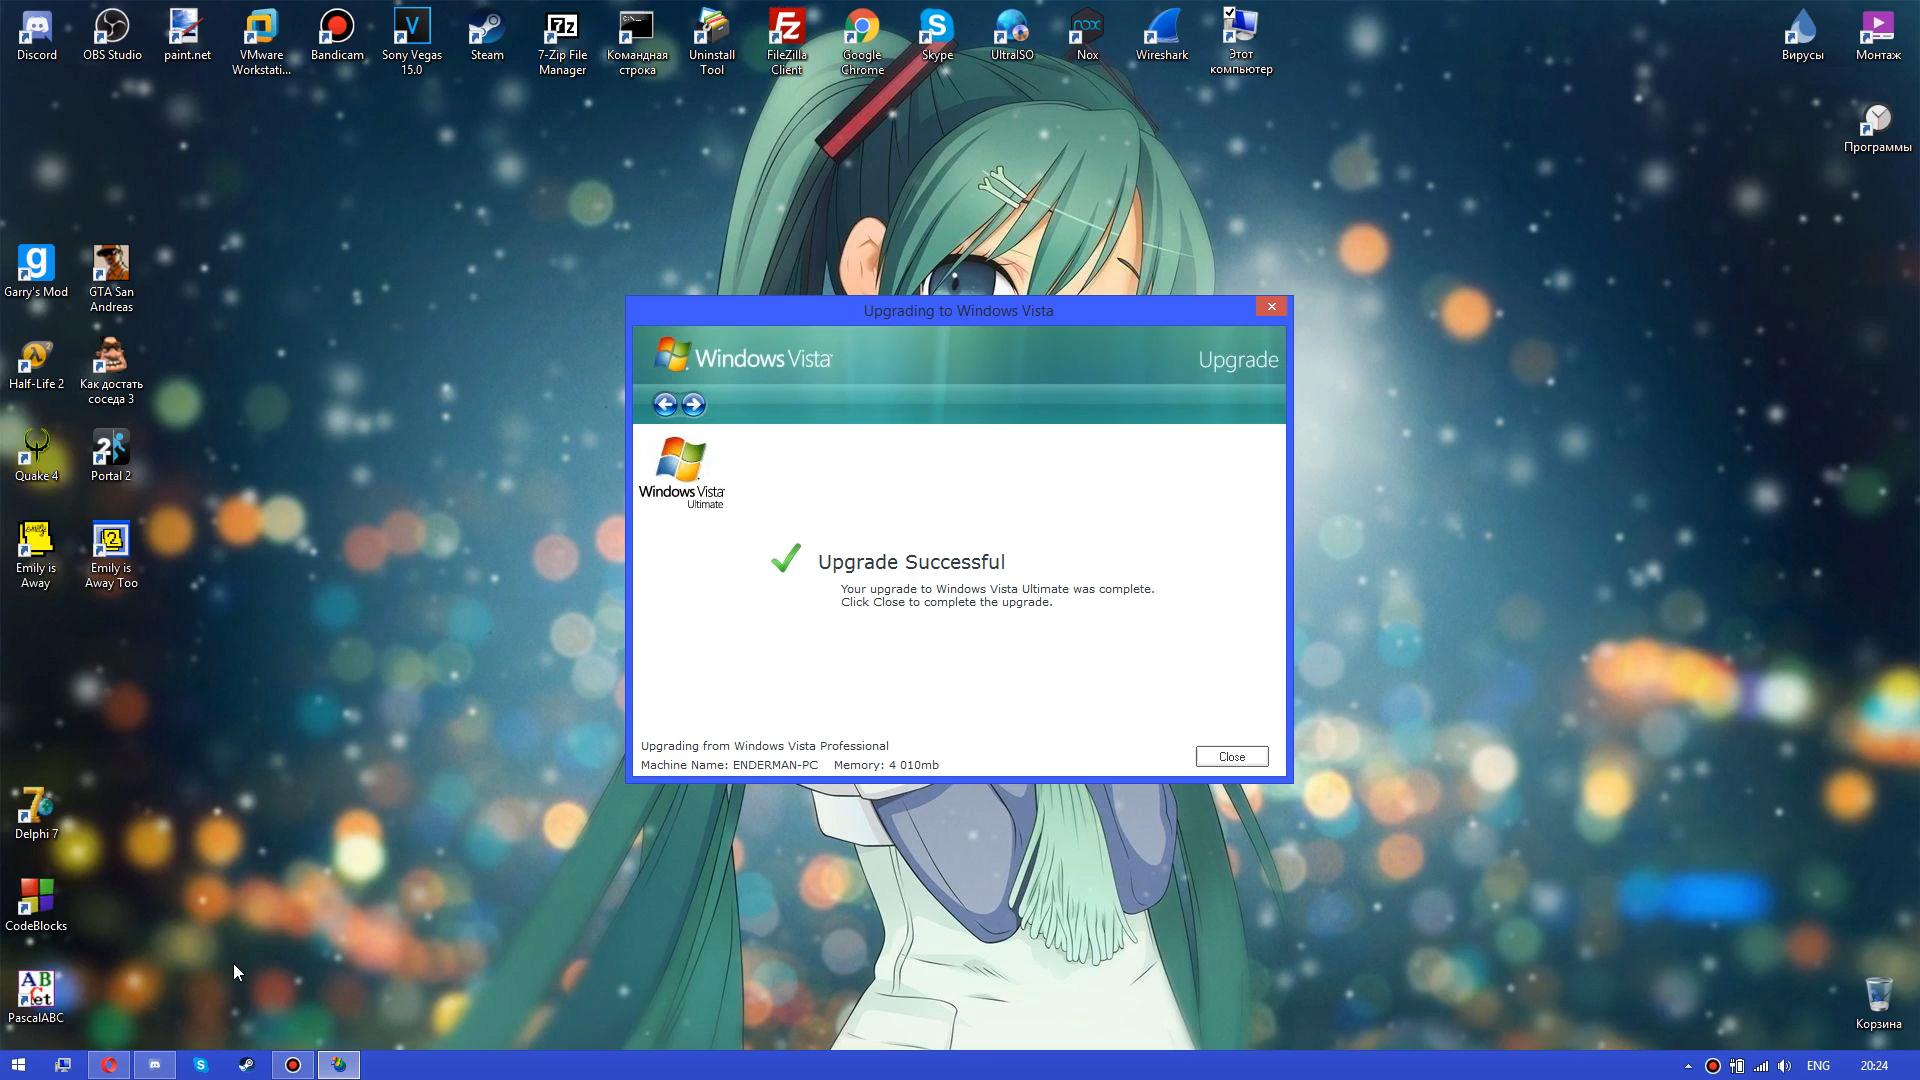 Discord
OBS Studio
paint.net
VMware
Workstati...
Bandicam
Sony Vegas
15.0
Steam
7-Zip File
Manager
Командная
строка
Uninstall
Tool
FileZilla
Client
Google
Chrome
Skype
UltraISO
Nox
Wireshark
Этот
компьютер
Вирусы
Монтаж
Программы
Garry's Mod
GTA San
Andreas
Half-Life 2
Как достать
соседа 3
Quake 4
Portal 2
Emily is
Away
Emily is
Away Too
Delphi 7
CodeBlocks
PascalABC
Корзина
Upgrading to Windows Vista
Windows Vista
Upgrade
Windows Vista
Ultimate
Upgrade Successful
Your upgrade to Windows Vista Ultimate was complete.
Click Close to complete the upgrade.
Upgrading from Windows Vista Professional
Machine Name: ENDERMAN-PC Memory: 4 010mb
Close
ENG
20:24